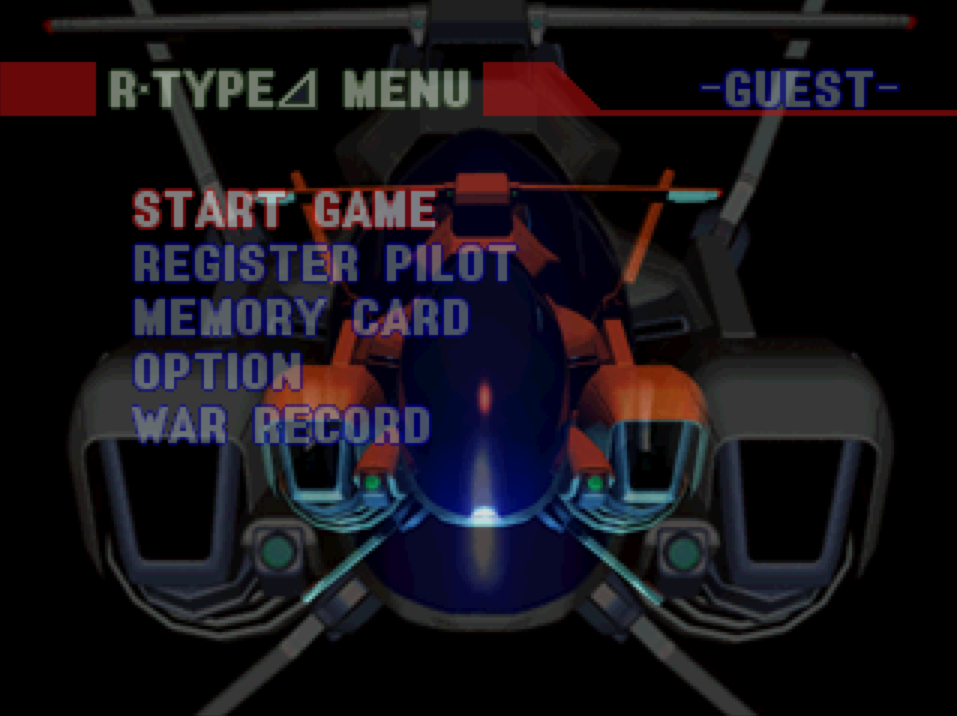 R·TYPE⊿ MENU
-GUEST-
START GAME
REGISTER PILOT
MEMORY CARD
OPTION
WAR RECORD